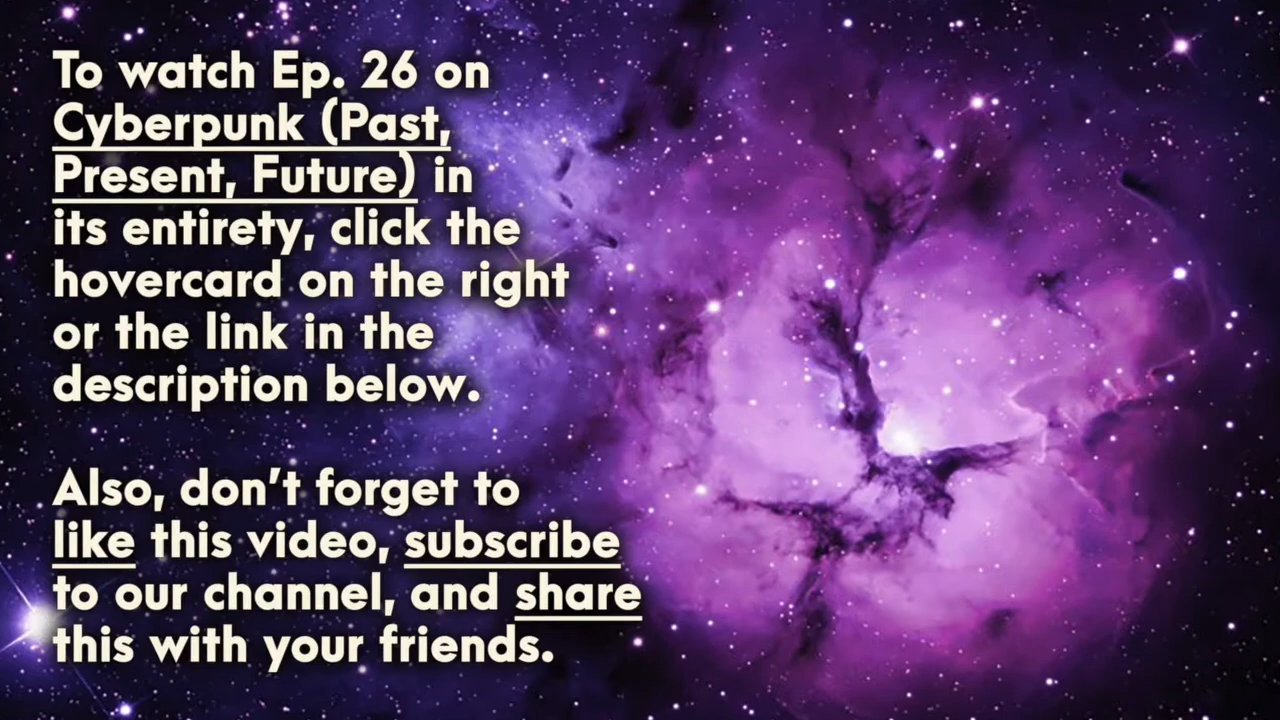 To watch Ep. 26 on
Cyberpunk (Past,
Present, Future) in
its entirety, click the
hovercard on the right
or the link in the
description below.
Also, don't forget to
like this video, subscribe
to our channel, and share
this with your friends.